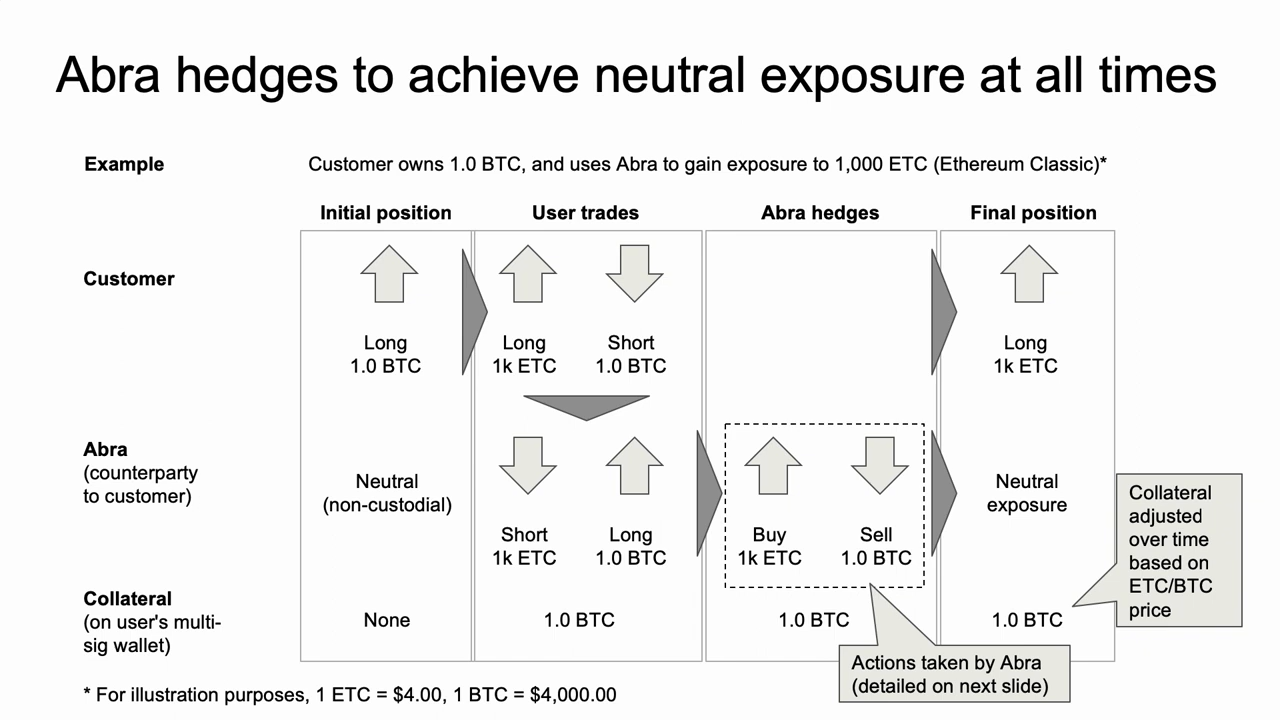 Abra hedges to achieve neutral exposure at all times
Example
Customer owns 1.0 BTC, and uses Abra to gain exposure to 1,000 ETC (Ethereum Classic)*
Initial position
User trades
Abra hedges
Final position
Customer
Long
1.0 BTC
Long
1k ETC
Short
1.0 BTC
Long
1k ETC
Abra
(counterparty
to customer)
Neutral
(non-custodial)
Short
1k ETC
Long
1.0 BTC
Buy
1k ETC
Sell
1.0 BTC
Neutral
exposure
Collateral
adjusted
over time
based on
ETC/BTC
price
Collateral
(on user's multi-
sig wallet)
None
1.0 BTC
1.0 BTC
1.0 BTC
Actions taken by Abra
(detailed on next slide)
* For illustration purposes, 1 ETC = $4.00, 1 BTC = $4,000.00